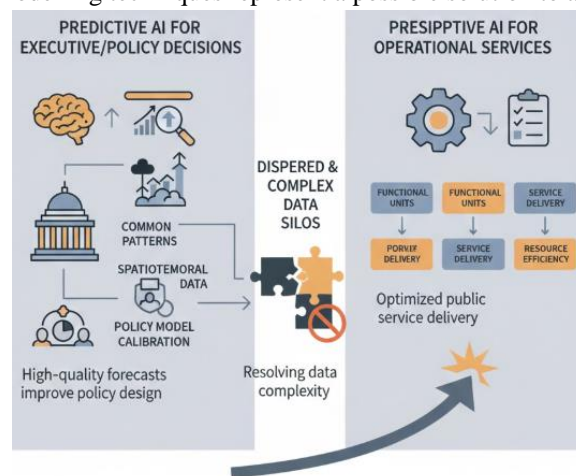 PREDICTIVE AI FOR
EXECUTIVE/POLICY DECISIONS
COMMON
PATTERNS
SPATIOTEMORAL
DATA
POLICY MODEL
CALIBRATION
High-quality forecasts
improve policy design
DISPERED &
COMPLEX
DATA
SILOS
Resolving data
complexity
PRESIPPTIVE AI FOR
OPERATIONAL SERVICES
FUNCTIONAL
UNITS
FUNCTIONAL
UNITS
SERVICE
DELIVERY
DELIVERY
SERVICE
DELIVERY
RESOURCE
EFFICIENCY
Optimized public
service delivery